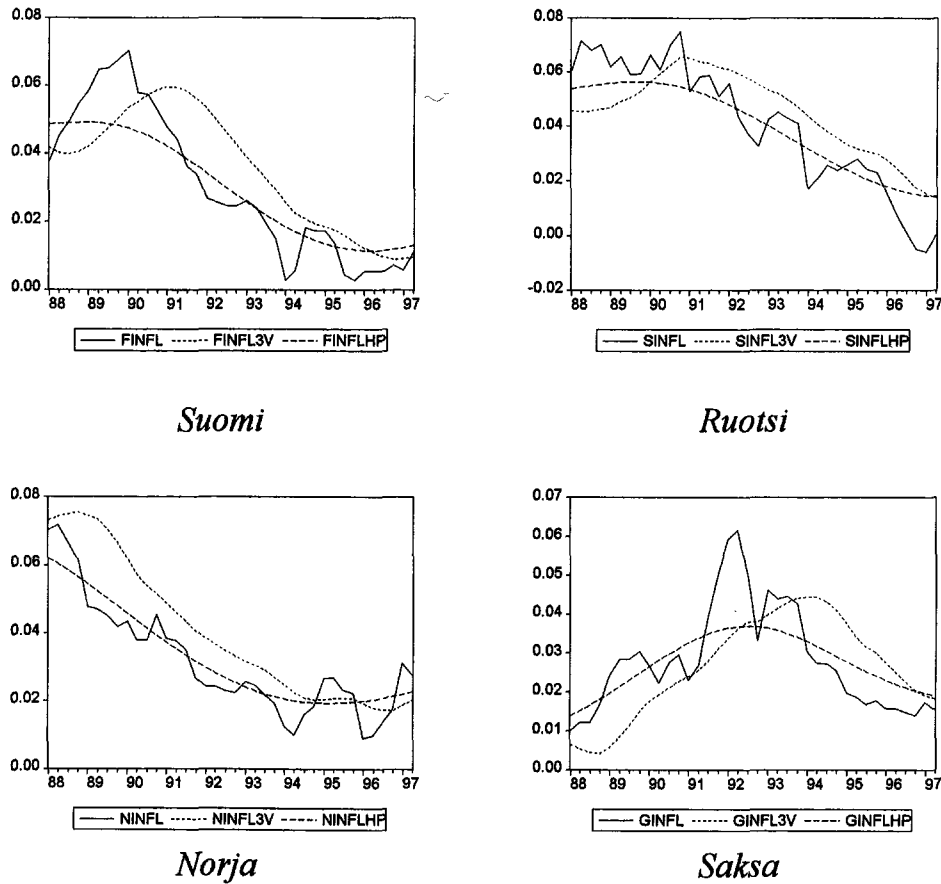 0.08
0.06
0.04
0.02
0.00
88 89 90 91 92 93 94 95 96 97
FINFL FINFL3V FINFLHP
Suomi
0.08
0.06
0.04
0.02
0.00
-0.02
88 89 90 91 92 93 94 95 96 97
SINFL SINFL3V SINFLHP
Ruotsi
0.08
0.06
0.04
0.02
0.00
88 89 90 91 92 93 94 95 96 97
NINFL NINFL3V NINFLHP
Norja
0.07
0.06
0.05
0.04
0.03
0.02
0.01
0.00
88 89 90 91 92 93 94 95 96 97
GINFL GINFL3V GINFLHP
Saksa